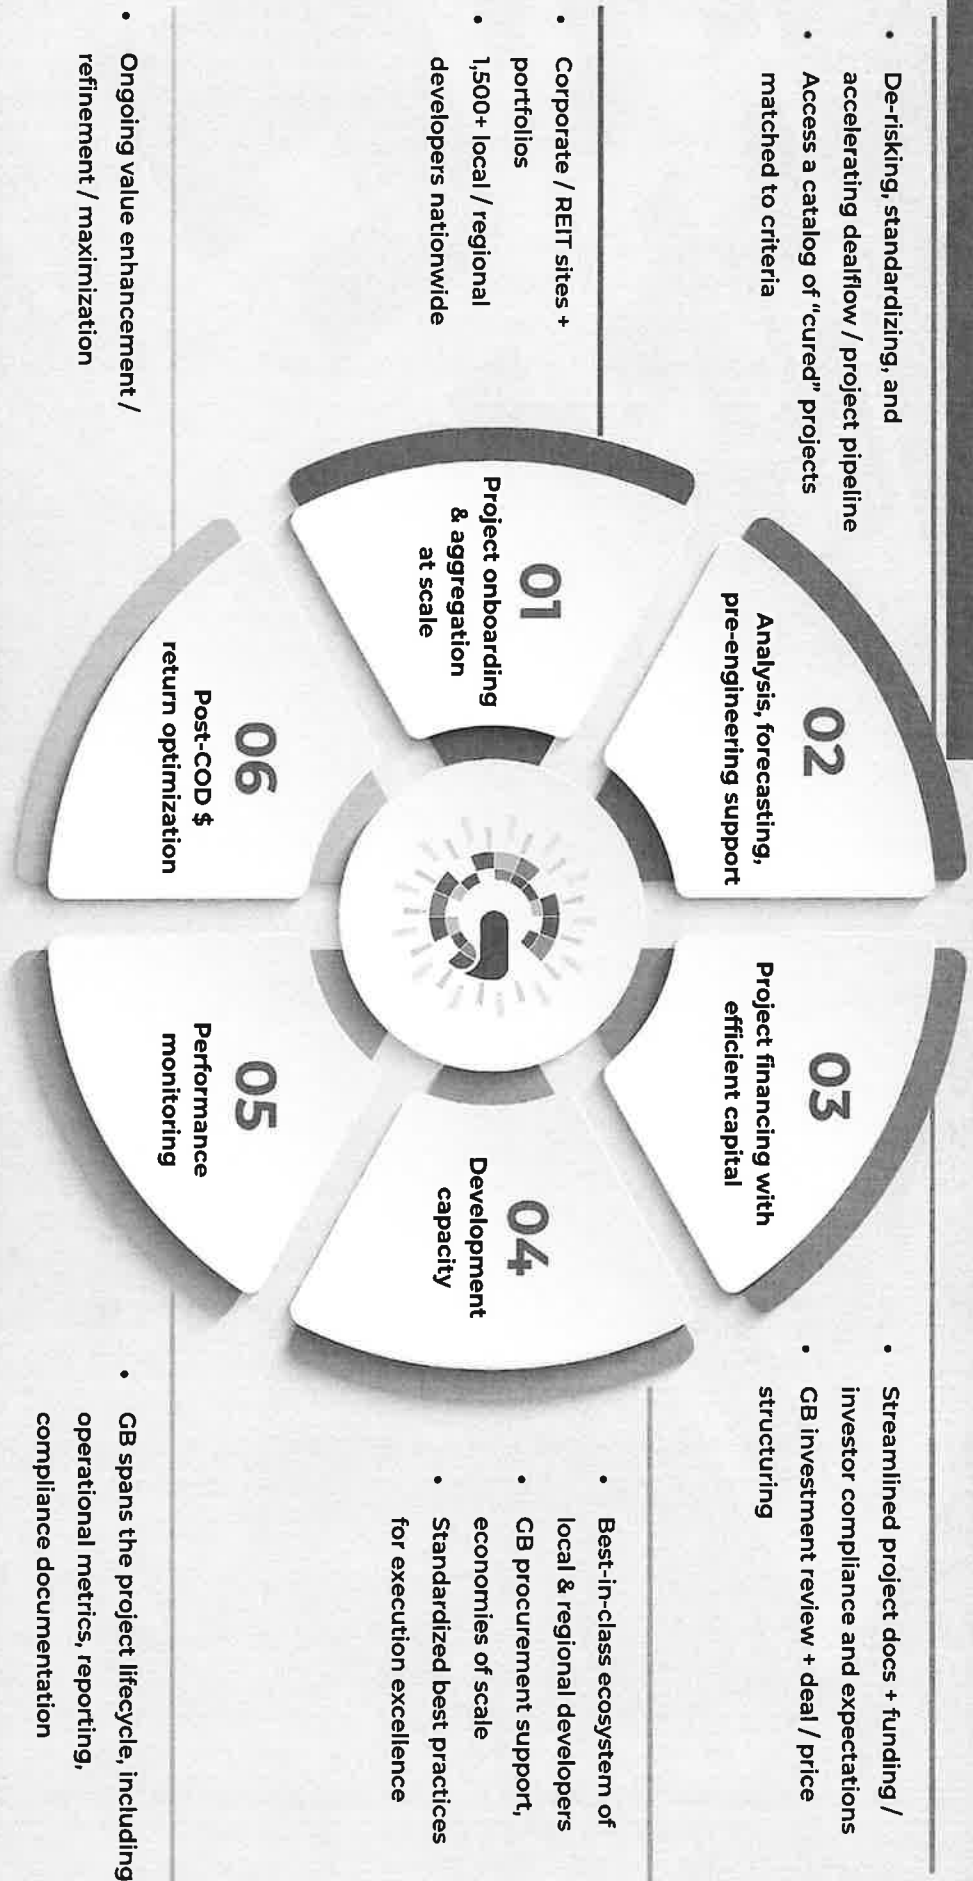 • De-risking, standardizing, and
accelerating dealflow / project pipeline
• Access a catalog of “cured” projects
matched to criteria
• Corporate / REIT sites +
portfolios
• 1,500+ local / regional
developers nationwide
• Ongoing value enhancement /
refinement / maximization
01
Project onboarding
& aggregation
at scale
02
Analysis, forecasting,
pre-engineering support
03
Project financing with
efficient capital
04
Development
capacity
05
Performance
monitoring
06
Post-COD $
return optimization
• Streamlined project docs + funding /
investor compliance and expectations
• GB investment review + deal / price
structuring
• Best-in-class ecosystem of
local & regional developers
• GB procurement support,
economies of scale
• Standardized best practices
for execution excellence
• GB spans the project lifecycle, including
operational metrics, reporting,
compliance documentation